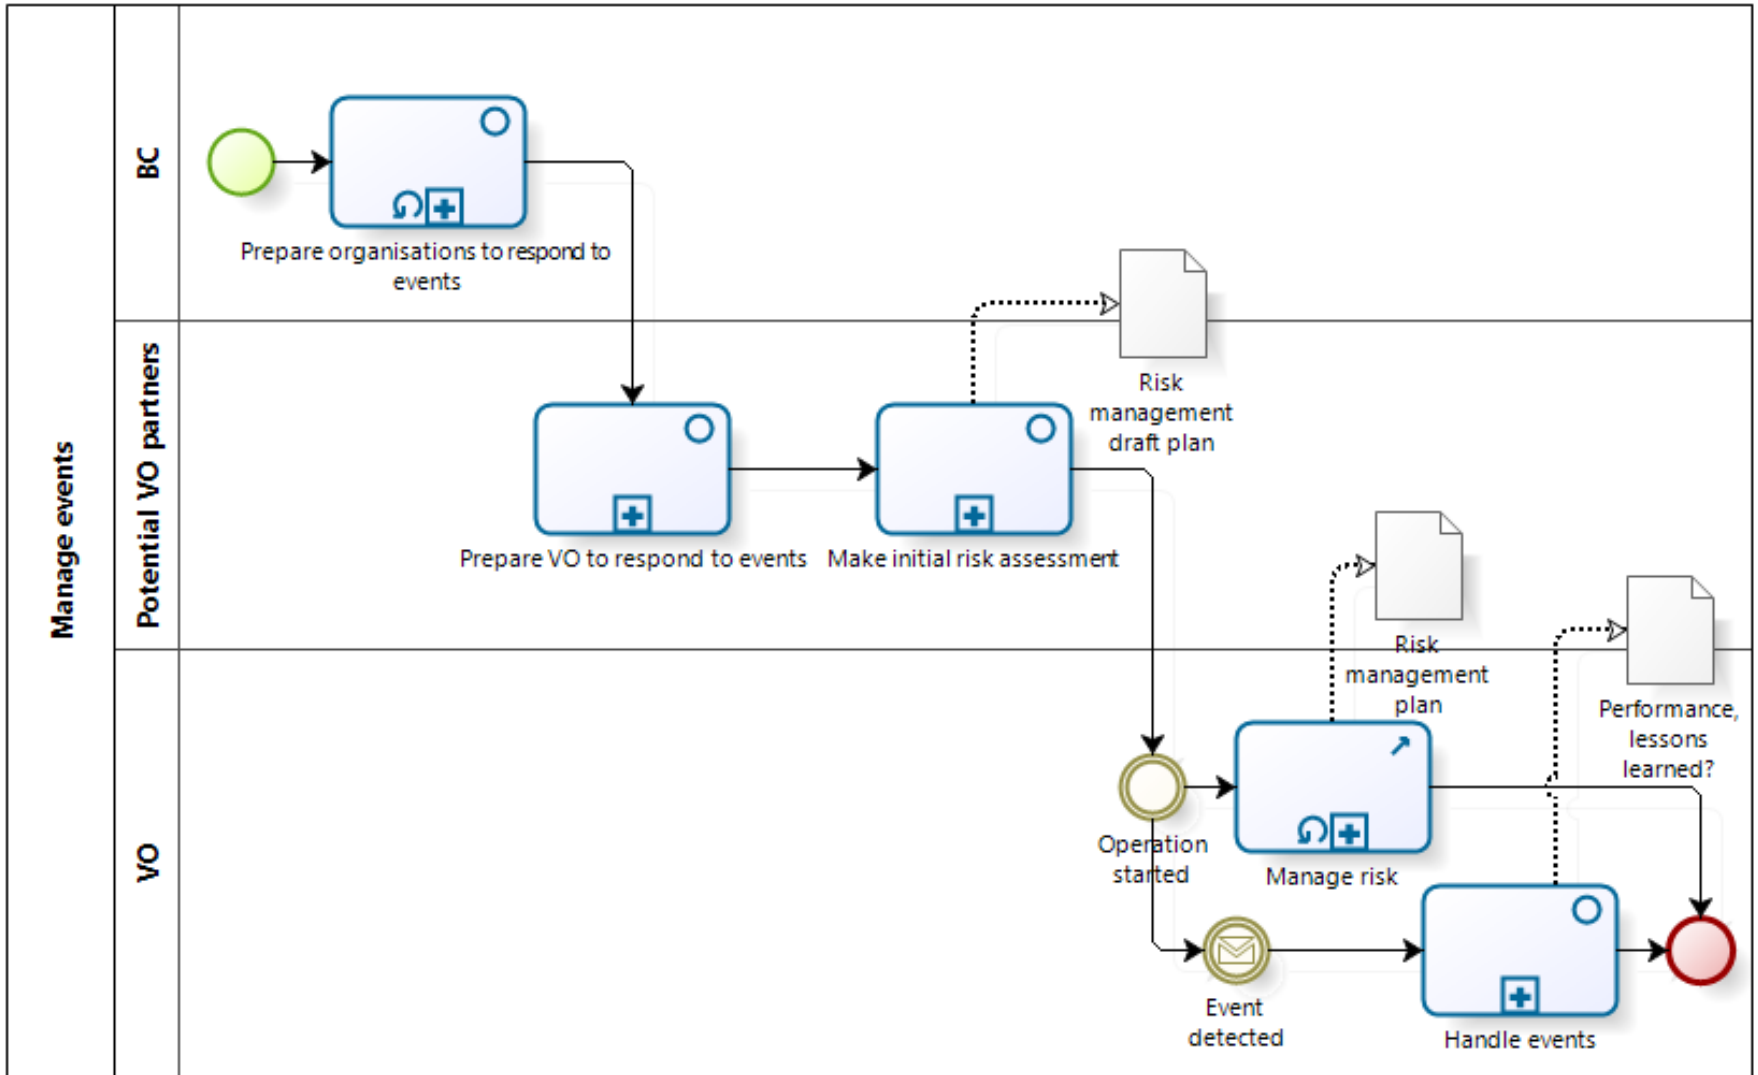 Manage events
BC
Prepare organisations to respond to
events
Potential VO partners
Risk
management
draft plan
Prepare VO to respond to events
Make initial risk assessment
Risk
management
plan
VO
Performance,
lessons
learned?
Operation
started
Manage risk
Event
detected
Handle events